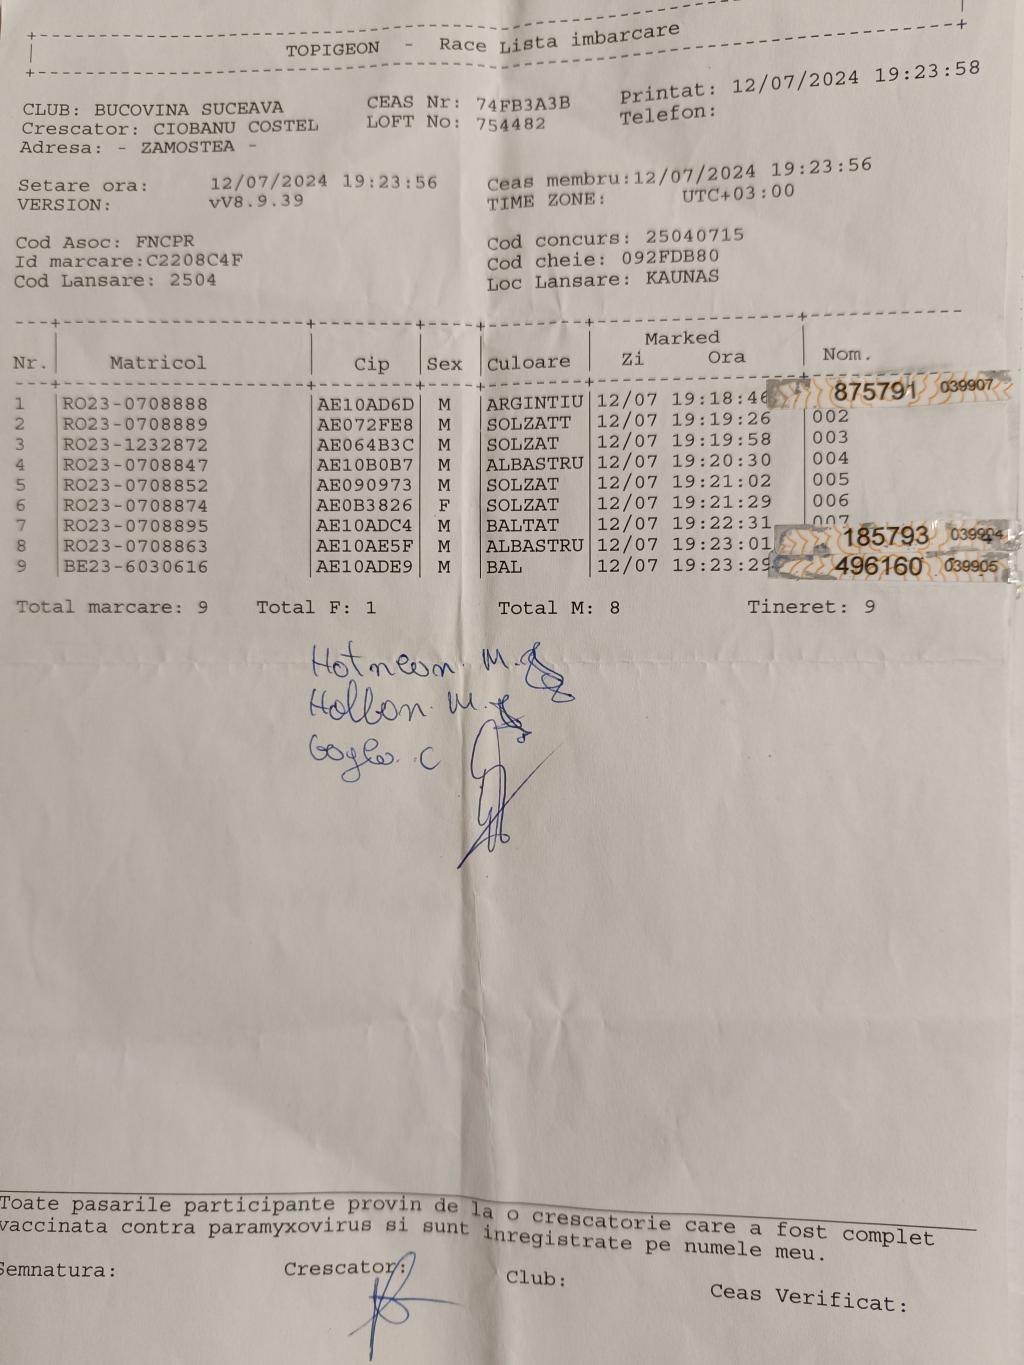 TOPIGEON - Race Lista imbarcare
CLUB: BUCOVINA SUCEAVA CEAS Nr: 74FB3A3B Printat: 12/07/2024 19:23:58
Crescator: CIOBANU COSTEL LOFT No: 754482 Telefon:
Adresa: - ZAMOSTEA -
Setare ora: 12/07/2024 19:23:56 Ceas membru:12/07/2024 19:23:56
VERSION: vV8.9.39 TIME ZONE: UTC+03:00
Cod Asoc: FNCPR Cod concurs: 25040715
Id marcare:C2208C4F Cod cheie: 092FDB80
Cod Lansare: 2504 Loc Lansare: KAUNAS
Marked
Nr. Matricol Cip Sex Culoare Zi Ora Nom.
1 RO23-0708888 AE10AD6D M ARGINTIU 12/07 19:18:46 875791 039907
2 RO23-0708889 AE072FE8 M SOLZATT 12/07 19:19:26 002
3 RO23-1232872 AE064B3C M SOLZAT 12/07 19:19:58 003
4 RO23-0708847 AE10B0B7 M ALBASTRU 12/07 19:20:30 004
5 RO23-0708852 AE090973 M SOLZAT 12/07 19:21:02 005
6 RO23-0708874 AE0B3826 F SOLZAT 12/07 19:21:29 006
7 RO23-0708895 AE10ADC4 M BALTAT 12/07 19:22:31 007
8 RO23-0708863 AE10AE5F M ALBASTRU 12/07 19:23:01 185793 039904
9 BE23-6030616 AE10ADE9 M BAL 12/07 19:23:29 496160 039905
Total marcare: 9 Total F: 1 Total M: 8 Tineret: 9
M.
M.
C
Toate pasarile participante provin de la o crescatorie care a fost complet
vaccinata contra paramyxovirus si sunt inregistrate pe numele meu.
Semnatura: Crescator: Club: Ceas Verificat: